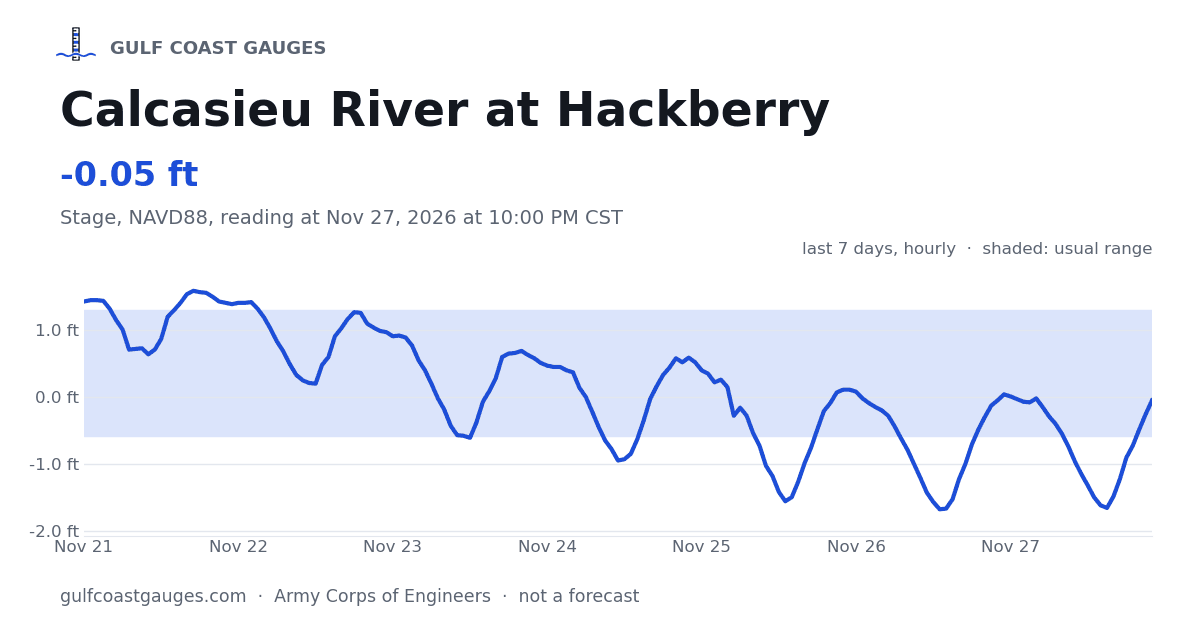 GULF COAST GAUGES
Calcasieu River at Hackberry
-0.05 ft
Stage, NAVD88, reading at Nov 27, 2026 at 10:00 PM CST
last 7 days, hourly · shaded: usual range
1.0 ft
0.0 ft
-1.0 ft
-2.0 ft
Nov 21 Nov 22 Nov 23 Nov 24 Nov 25 Nov 26 Nov 27
gulfcoastgauges.com · Army Corps of Engineers · not a forecast